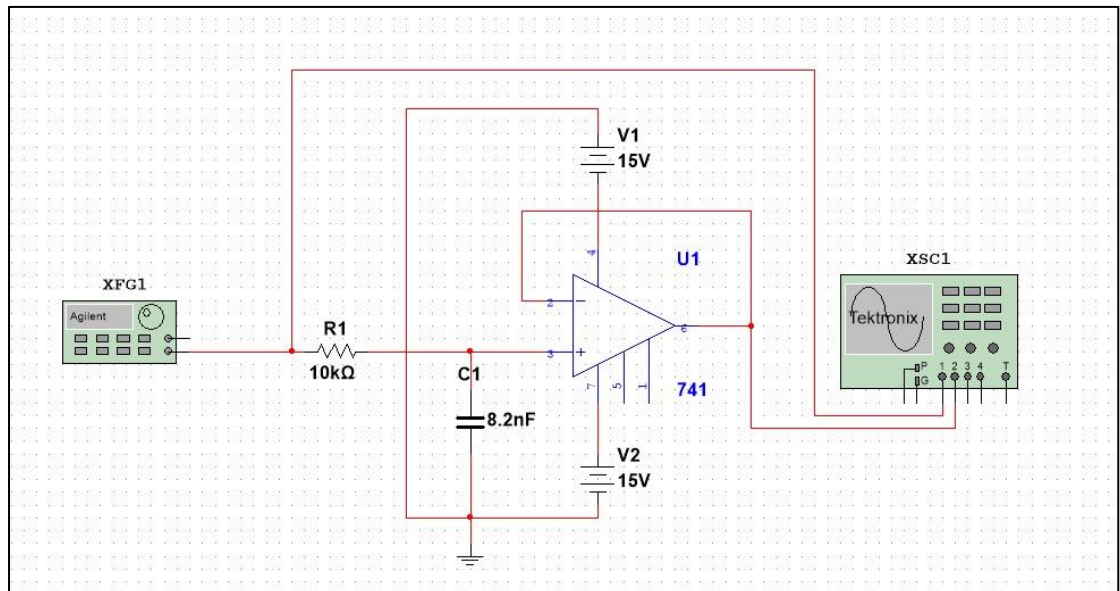 V1
15V
4
U1
XSC1
XFG1
Agilent
2
6
Tektronix
R1
3
10kΩ
C1
P
G
1 2 3 4 T
7
5
1
741
8.2nF
V2
15V